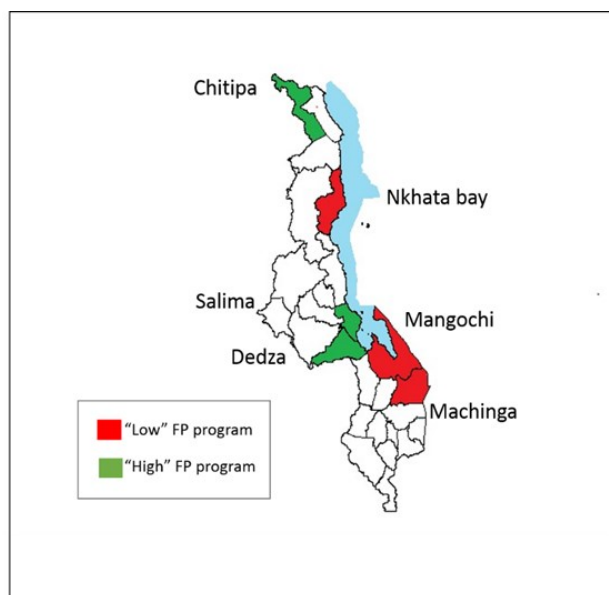 Chitipa
Nkhata bay
Salima
Mangochi
Dedza
Machinga
"Low" FP program
"High" FP program